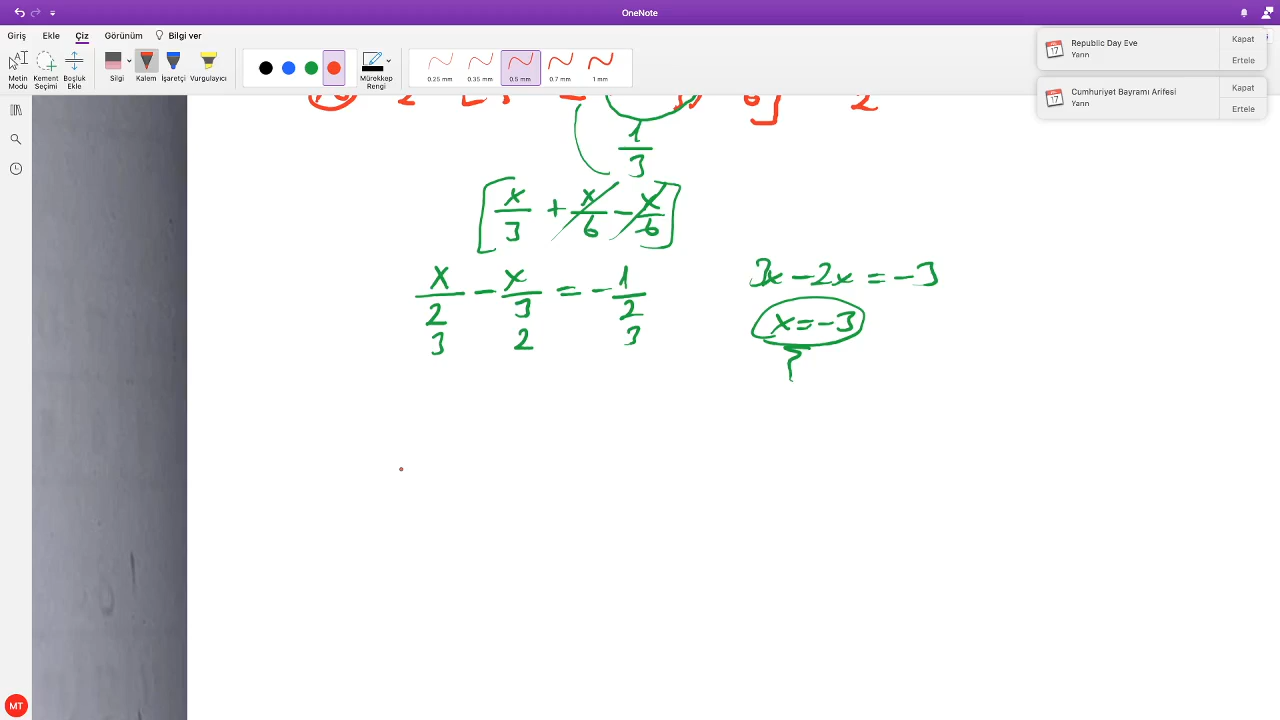 OneNote
Giriş Ekle Çiz Görünüm Bilgi ver
Metin Modu
Kement Seçimi
Boşluk Ekle
Silgi
Kalem
İşaretçi
Vurgulayıcı
Mürekkep Rengi
0.25 mm 0.35 mm 0.5 mm 0.7 mm 1 mm
17 Republic Day Eve
Yarın
Kapat
Ertele
17 Cumhuriyet Bayramı Arifesi
Yarın
Kapat
Ertele
1/3
[x/3 + x/6 − x/6]
x/2 − x/3 = −1/2
3 2 3
3x − 2x = −3
x = −3
MT